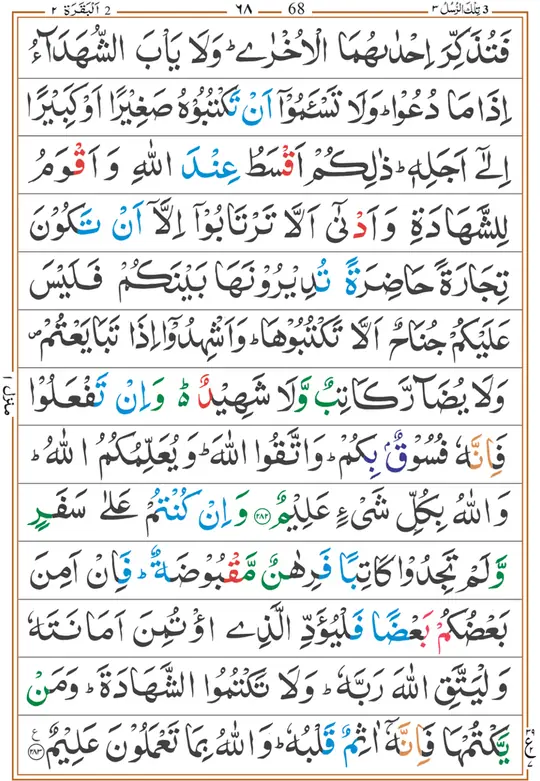 3 تِلْكَ الرُّسُلُ ٣ 68 ٦٨ 2 اَلْبَقَرَة ٢
فَتُذَكِّرَ اِحْدٰىهُمَا الْاُخْرٰىؕ وَلَا يَاْبَ الشُّهَدَآءُ
اِذَا مَا دُعُوْاؕ وَلَا تَسْـَٔمُوْۤا اَنْ تَكْتُبُوْهُ صَغِيْرًا اَوْ كَبِيْرًا
اِلٰٓى اَجَلِهٖؕ ذٰلِكُمْ اَقْسَطُ عِنْدَ اللّٰهِ وَ اَقْوَمُ
لِلشَّهَادَةِ وَ اَدْنٰۤى اَلَّا تَرْتَابُوْۤا اِلَّاۤ اَنْ تَكُوْنَ
تِجَارَةً حَاضِرَةً تُدِيْرُوْنَهَا بَيْنَكُمْ فَلَيْسَ
عَلَيْكُمْ جُنَاحٌ اَلَّا تَكْتُبُوْهَاؕ وَاَشْهِدُوْۤا اِذَا تَبَايَعْتُمْ۪
وَلَا يُضَآرَّ كَاتِبٌ وَّلَا شَهِيْدٌ ؕ۬ وَاِنْ تَفْعَلُوْا
فَاِنَّهٗ فُسُوْقٌۢ بِكُمْؕ وَاتَّقُوا اللّٰهَؕ وَ يُعَلِّمُكُمُ اللّٰهُؕ
وَاللّٰهُ بِكُلِّ شَیْءٍ عَلِيْمٌ ۝٢٨٢ وَاِنْ كُنْتُمْ عَلٰى سَفَرٍ
وَّلَمْ تَجِدُوْا كَاتِبًا فَرِهٰنٌ مَّقْبُوْضَةٌؕ فَاِنْ اَمِنَ
بَعْضُكُمْ بَعْضًا فَلْيُؤَدِّ الَّذِى اؤْتُمِنَ اَمَانَتَهٗ
وَلْيَتَّقِ اللّٰهَ رَبَّهٗؕ وَلَا تَكْتُمُوا الشَّهَادَةَؕ وَمَنْ
يَّكْتُمْهَا فَاِنَّهٗۤ اٰثِمٌ قَلْبُهٗؕ وَاللّٰهُ بِمَا تَعْمَلُوْنَ عَلِيْمٌ ۝٢٨٣ ع
منزل ١